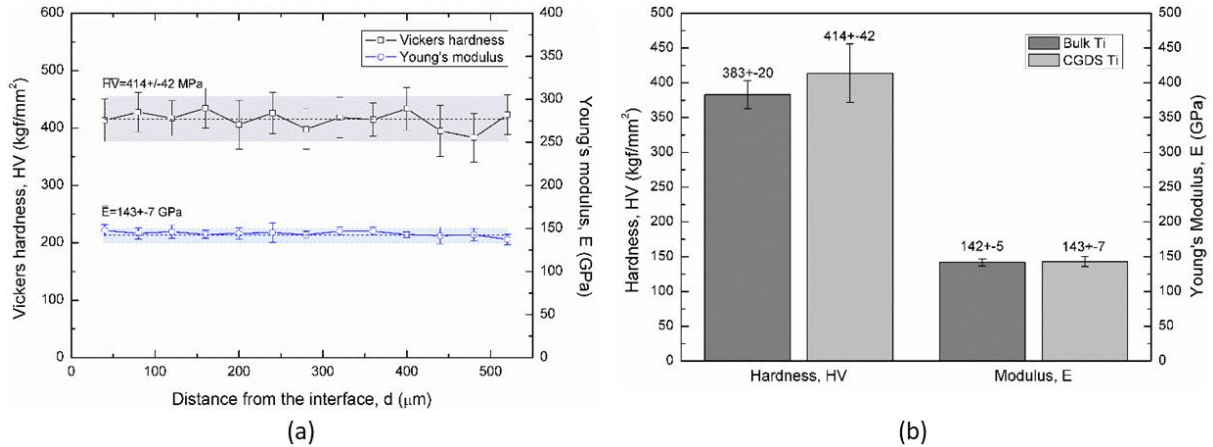 600
500
400
300
200
100
0
Vickers hardness, HV (kgf/mm²)
0 100 200 300 400 500
Distance from the interface, d (μm)
400
350
300
250
200
150
100
50
0
Young's modulus, E (GPa)
Vickers hardness
Young's modulus
HV=414+/-42 MPa
E=143+-7 GPa
(a)
500
450
400
350
300
250
200
150
100
50
0
Hardness, HV (kgf/mm²)
383+-20
414+-42
142+-5
143+-7
Bulk Ti
CGDS Ti
Hardness, HV
Modulus, E
500
450
400
350
300
250
200
150
100
50
0
Young's Modulus, E (GPa)
(b)